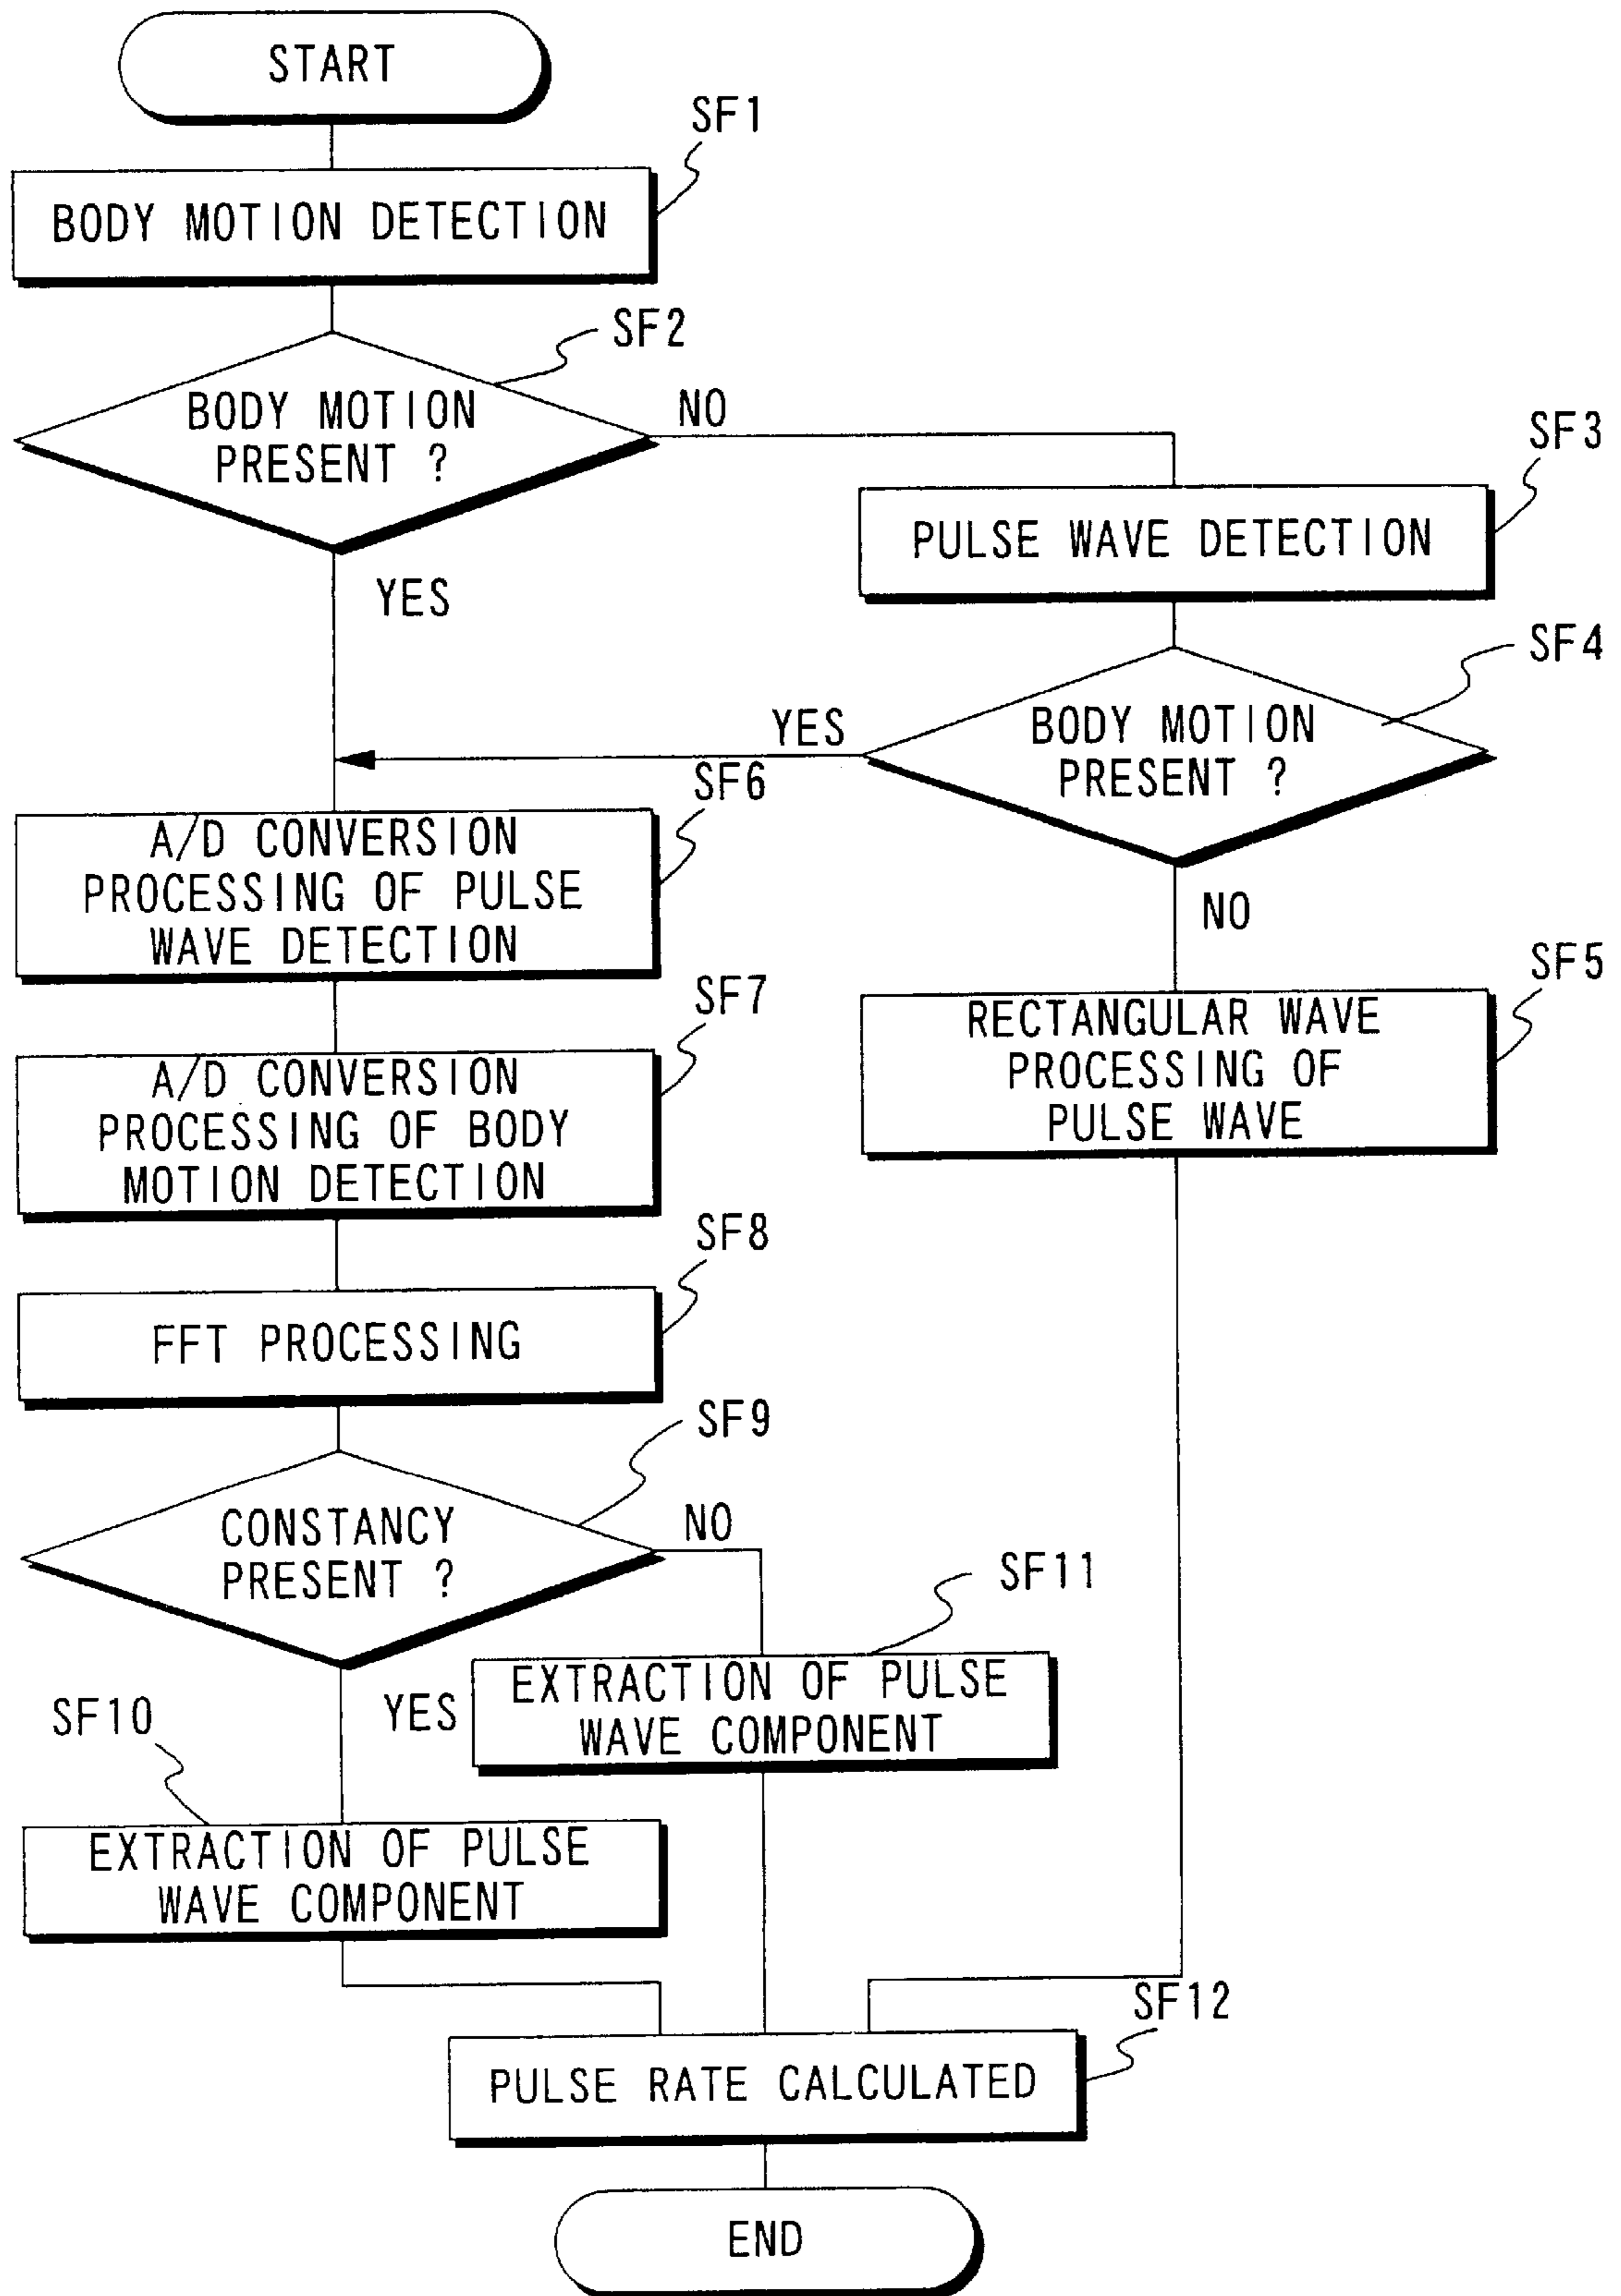 START
SF1
BODY MOTION DETECTION
SF2
BODY MOTION
PRESENT ?
NO
YES
SF3
PULSE WAVE DETECTION
SF4
BODY MOTION
PRESENT ?
YES
NO
SF5
RECTANGULAR WAVE
PROCESSING OF
PULSE WAVE
SF6
A/D CONVERSION
PROCESSING OF PULSE
WAVE DETECTION
SF7
A/D CONVERSION
PROCESSING OF BODY
MOTION DETECTION
SF8
FFT PROCESSING
SF9
CONSTANCY
PRESENT ?
NO
YES
SF11
EXTRACTION OF PULSE
WAVE COMPONENT
SF10
EXTRACTION OF PULSE
WAVE COMPONENT
SF12
PULSE RATE CALCULATED
END